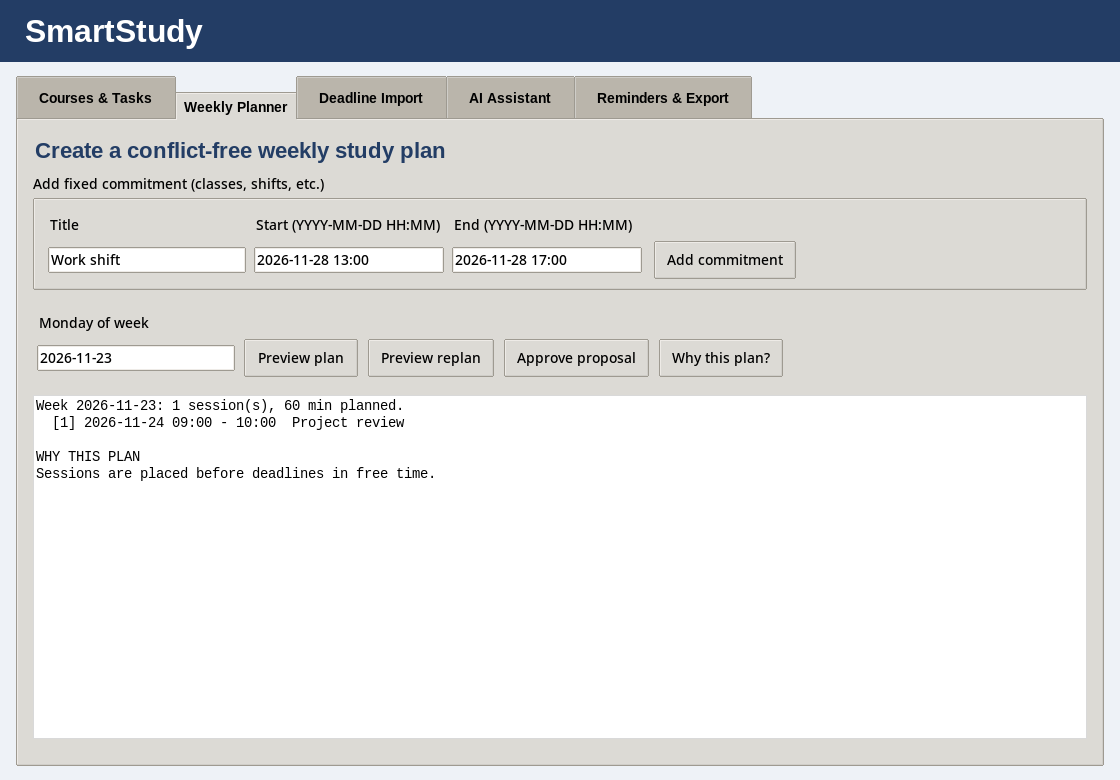 SmartStudy
Courses & Tasks
Weekly Planner
Deadline Import
AI Assistant
Reminders & Export
Create a conflict-free weekly study plan
Add fixed commitment (classes, shifts, etc.)
Title
Start (YYYY-MM-DD HH:MM)
End (YYYY-MM-DD HH:MM)
Work shift
2026-11-28 13:00
2026-11-28 17:00
Add commitment
Monday of week
2026-11-23
Preview plan
Preview replan
Approve proposal
Why this plan?
Week 2026-11-23: 1 session(s), 60 min planned.
[1] 2026-11-24 09:00 - 10:00  Project review
WHY THIS PLAN
Sessions are placed before deadlines in free time.